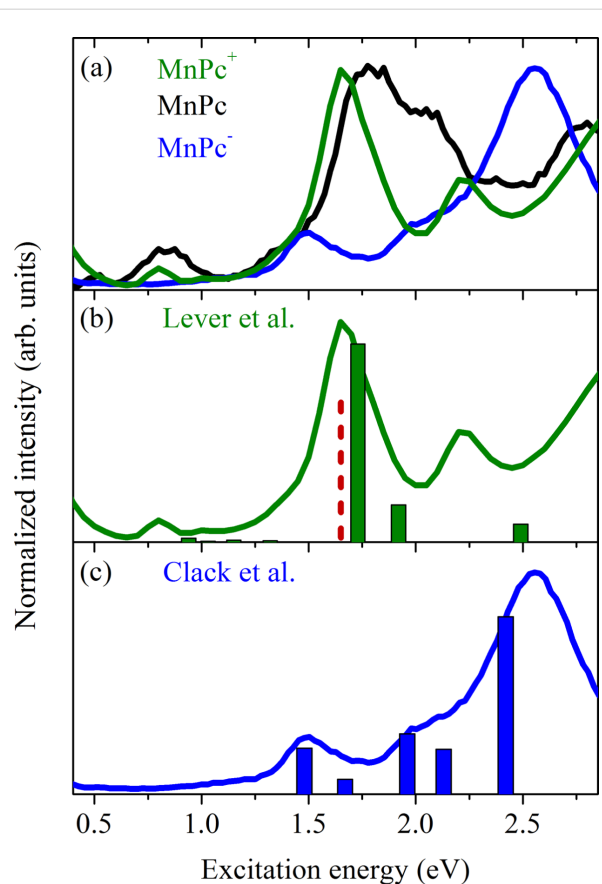 (a)
MnPc⁺
MnPc
MnPc⁻
(b)
Lever et al.
(c)
Clack et al.
Normalized intensity (arb. units)
0.5 1.0 1.5 2.0 2.5
Excitation energy (eV)